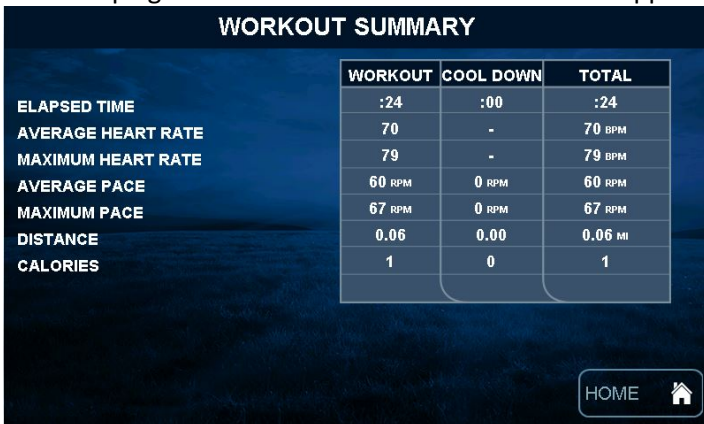 WORKOUT SUMMARY
WORKOUT COOL DOWN TOTAL
ELAPSED TIME :24 :00 :24
AVERAGE HEART RATE 70 - 70 BPM
MAXIMUM HEART RATE 79 - 79 BPM
AVERAGE PACE 60 RPM 0 RPM 60 RPM
MAXIMUM PACE 67 RPM 0 RPM 67 RPM
DISTANCE 0.06 0.00 0.06 MI
CALORIES 1 0 1
HOME